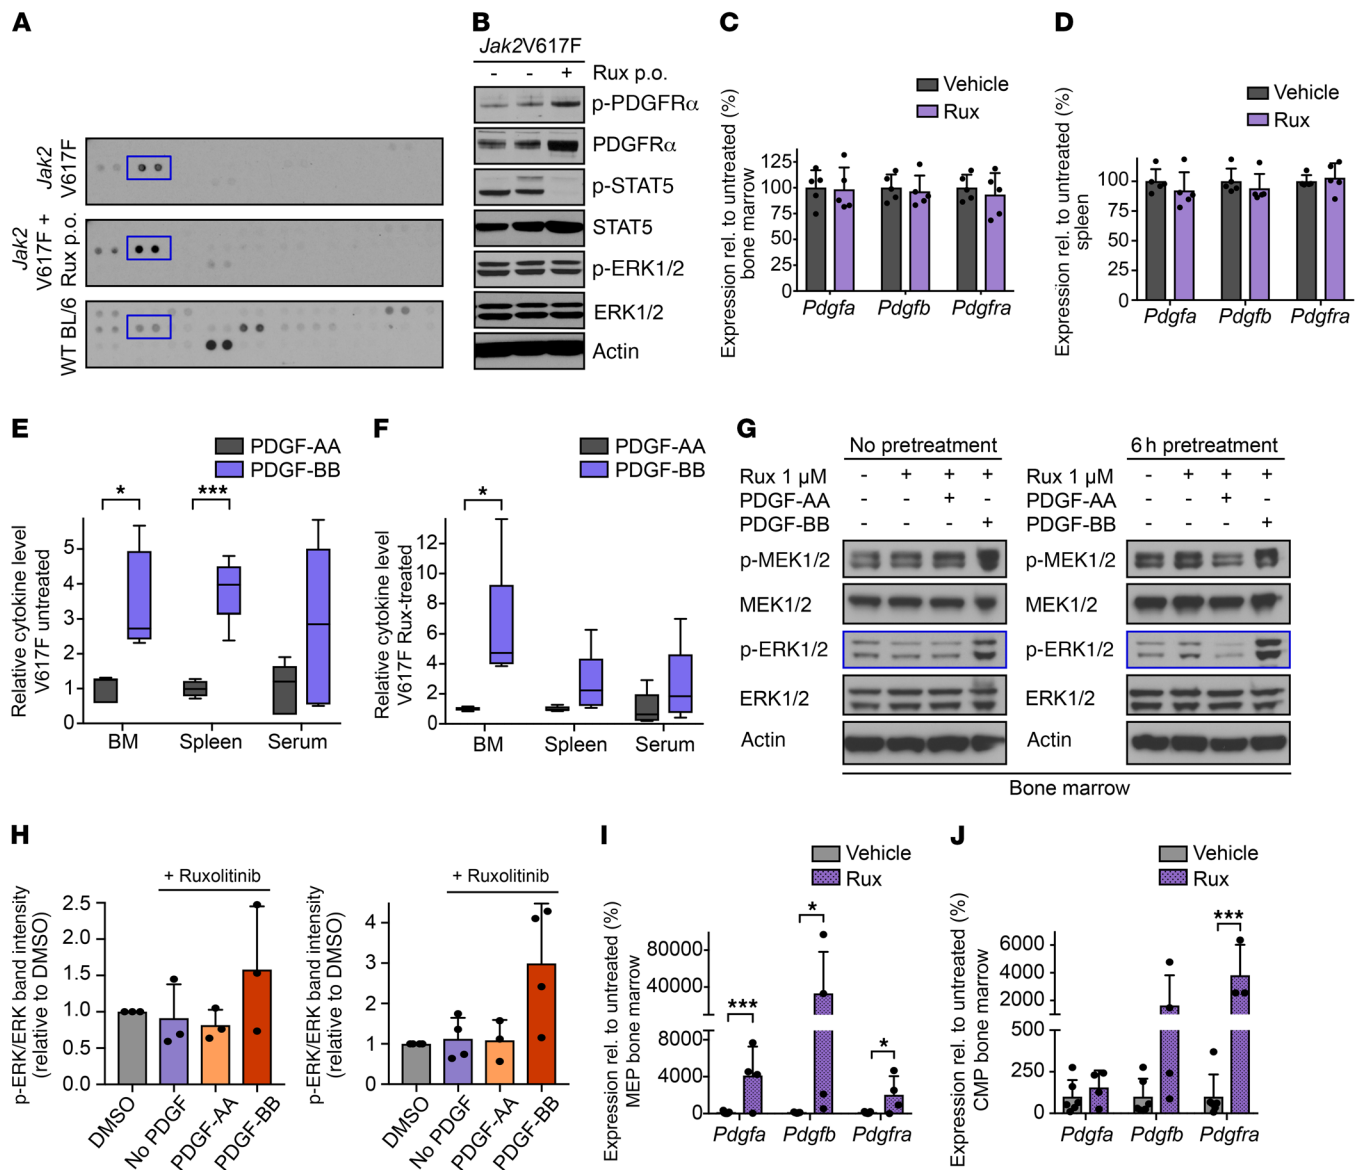 A
Jak2
V617F
Jak2
V617F +
Rux p.o.
WT BL/6
B
Jak2V617F
- - + Rux p.o.
p-PDGFRα
PDGFRα
p-STAT5
STAT5
p-ERK1/2
ERK1/2
Actin
C
Vehicle
Rux
Expression rel. to untreated (%)
bone marrow
125
100
75
50
25
0
Pdgfa Pdgfb Pdgfra
D
Vehicle
Rux
Expression rel. to untreated (%)
spleen
100
75
50
25
0
Pdgfa Pdgfb Pdgfra
E
PDGF-AA
PDGF-BB
Relative cytokine level
V617F untreated
* ***
5
4
3
2
1
0
BM Spleen Serum
F
PDGF-AA
PDGF-BB
Relative cytokine level
V617F Rux-treated
*
12
10
8
6
4
2
0
BM Spleen Serum
G
No pretreatment
Rux 1 µM - + + +
PDGF-AA - - + -
PDGF-BB - - - +
p-MEK1/2
MEK1/2
p-ERK1/2
ERK1/2
Actin
6 h pretreatment
Rux 1 µM - + + +
PDGF-AA - - + -
PDGF-BB - - - +
p-MEK1/2
MEK1/2
p-ERK1/2
ERK1/2
Actin
Bone marrow
H
+ Ruxolitinib
p-ERK/ERK band intensity
(relative to DMSO)
2.5
2.0
1.5
1.0
0.5
0.0
DMSO
No PDGF
PDGF-AA
PDGF-BB
+ Ruxolitinib
p-ERK/ERK band intensity
(relative to DMSO)
4
3
2
1
0
DMSO
No PDGF
PDGF-AA
PDGF-BB
I
Vehicle
Rux
Expression rel. to untreated (%)
MEP bone marrow
*** * *
80000
40000
8000
4000
0
Pdgfa Pdgfb Pdgfra
J
Vehicle
Rux
Expression rel. to untreated (%)
CMP bone marrow
***
6000
4000
2000
500
250
0
Pdgfa Pdgfb Pdgfra